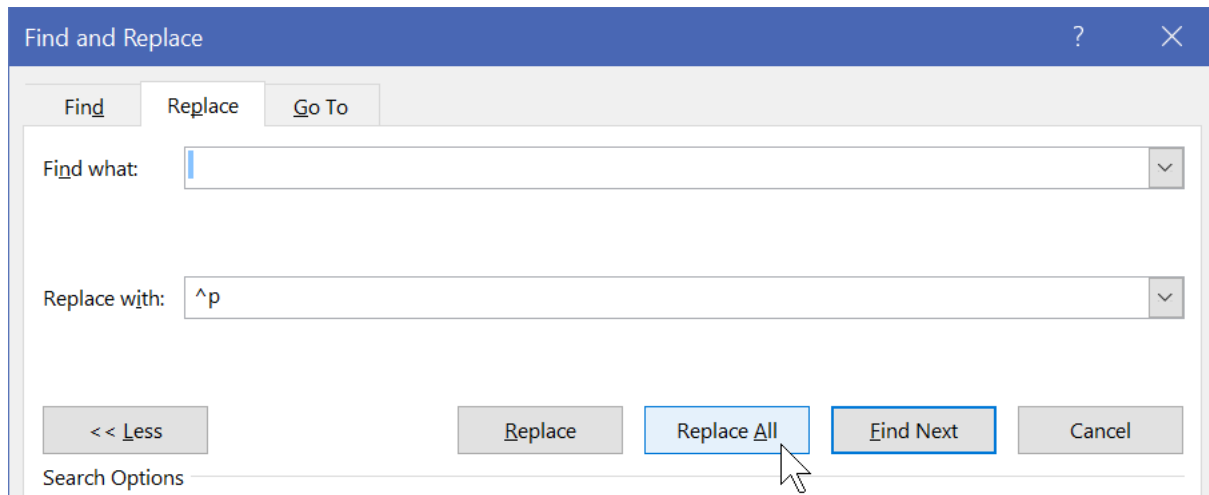 Find and Replace ?
Find Replace Go To
Find what:
Replace with: ^p
<< Less Replace Replace All Find Next Cancel
Search Options